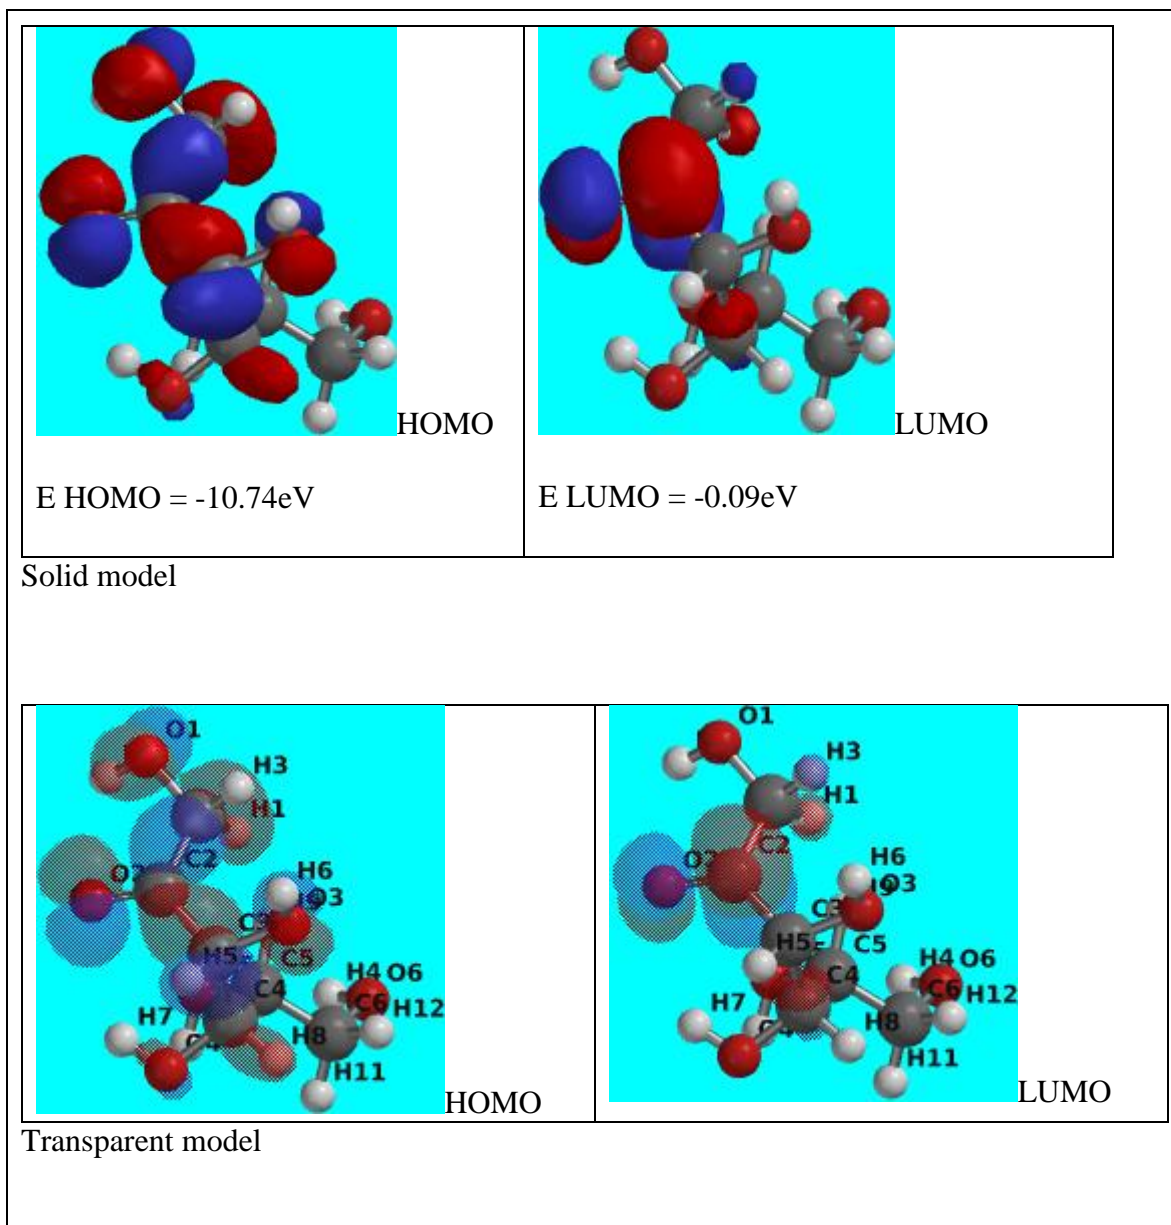 HOMO
LUMO
E HOMO = -10.74eV
E LUMO = -0.09eV
Solid model
O1
H3
H1
C2
H6
O3
C3
H5
C5
C4
H4 O6
C6
H12
H7
H8
H11
HOMO
O1
H3
H1
C2
H6
O3
C3
H5
C5
C4
H4 O6
C6
H12
H7
H8
H11
LUMO
Transparent model